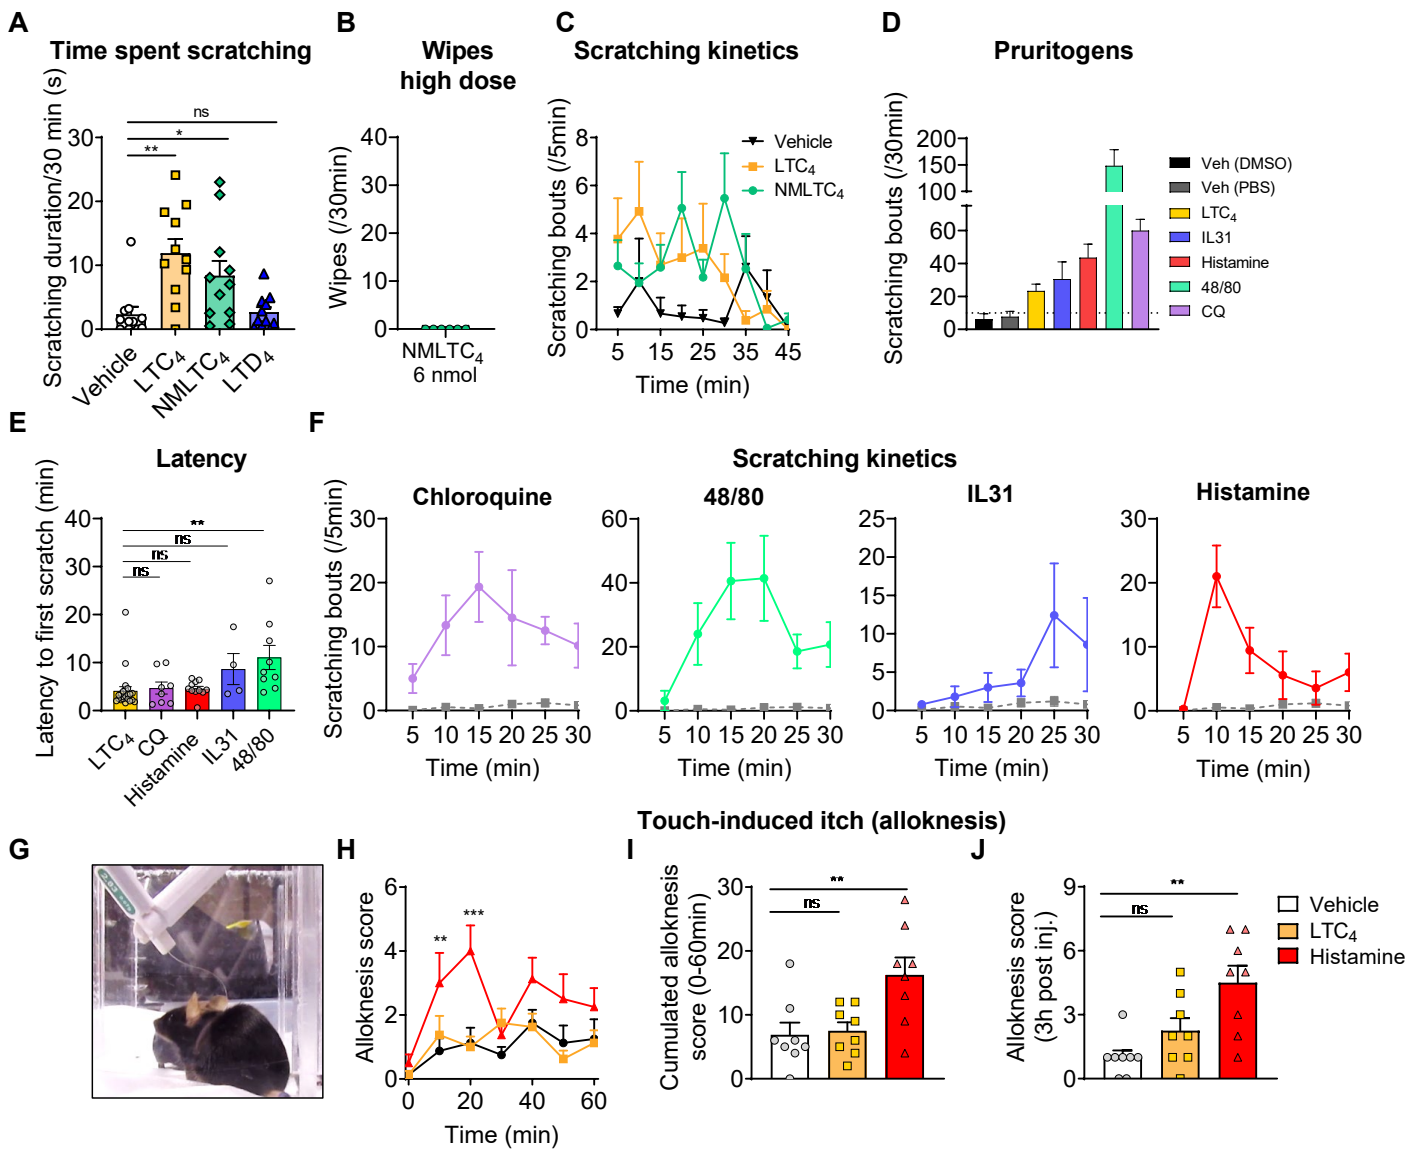 A
Time spent scratching
Scratching duration/30 min (s)
30
20
10
0
ns
*
**
Vehicle
LTC4
NMLTC4
LTD4
B
Wipes
high dose
Wipes (/30min)
40
30
20
10
0
NMLTC4
6 nmol
C
Scratching kinetics
Scratching bouts (/5min)
8
6
4
2
0
5
15
25
35
45
Time (min)
Vehicle
LTC4
NMLTC4
D
Pruritogens
Scratching bouts (/30min)
200
150
100
60
40
20
0
Veh (DMSO)
Veh (PBS)
LTC4
IL31
Histamine
48/80
CQ
E
Latency
Latency to first scratch (min)
40
30
20
10
0
**
ns
ns
ns
LTC4
CQ
Histamine
IL31
48/80
F
Scratching kinetics
Scratching bouts (/5min)
Chloroquine
30
20
10
0
5 10 15 20 25 30
Time (min)
48/80
60
40
20
0
5 10 15 20 25 30
Time (min)
IL31
25
20
15
10
5
0
5 10 15 20 25 30
Time (min)
Histamine
30
20
10
0
5 10 15 20 25 30
Time (min)
Touch-induced itch (alloknesis)
G
H
Alloknesis score
6
4
2
0
**
***
0 20 40 60
Time (min)
I
Cumulated alloknesis
score (0-60min)
30
20
10
0
**
ns
J
Alloknesis score
(3h post inj.)
9
6
3
0
**
ns
Vehicle
LTC4
Histamine